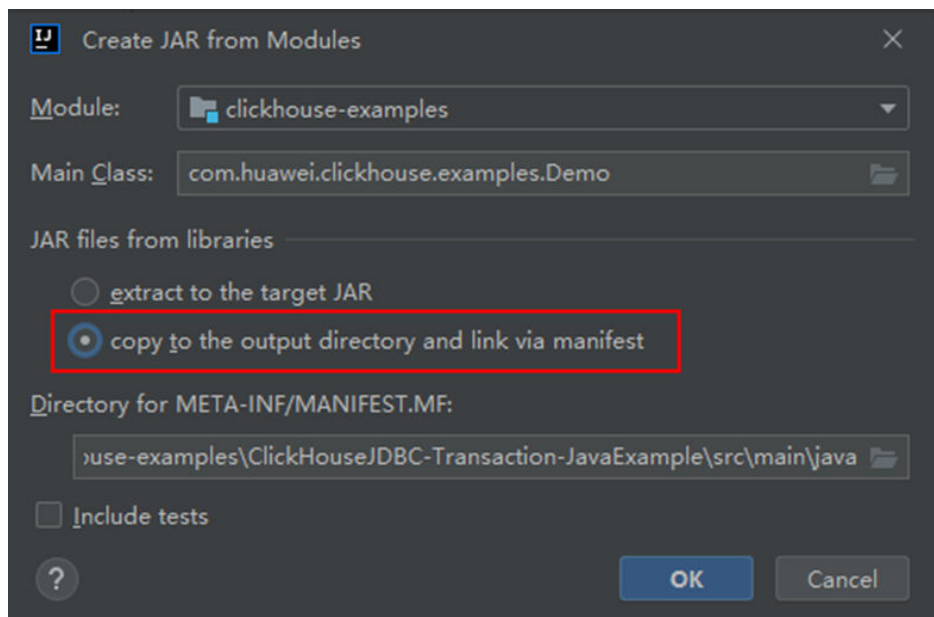 IJ
Create JAR from Modules
Module: clickhouse-examples
Main Class: com.huawei.clickhouse.examples.Demo
JAR files from libraries
extract to the target JAR
copy to the output directory and link via manifest
Directory for META-INF/MANIFEST.MF:
use-examples\ClickHouseJDBC-Transaction-JavaExample\src\main\java
Include tests
? OK Cancel